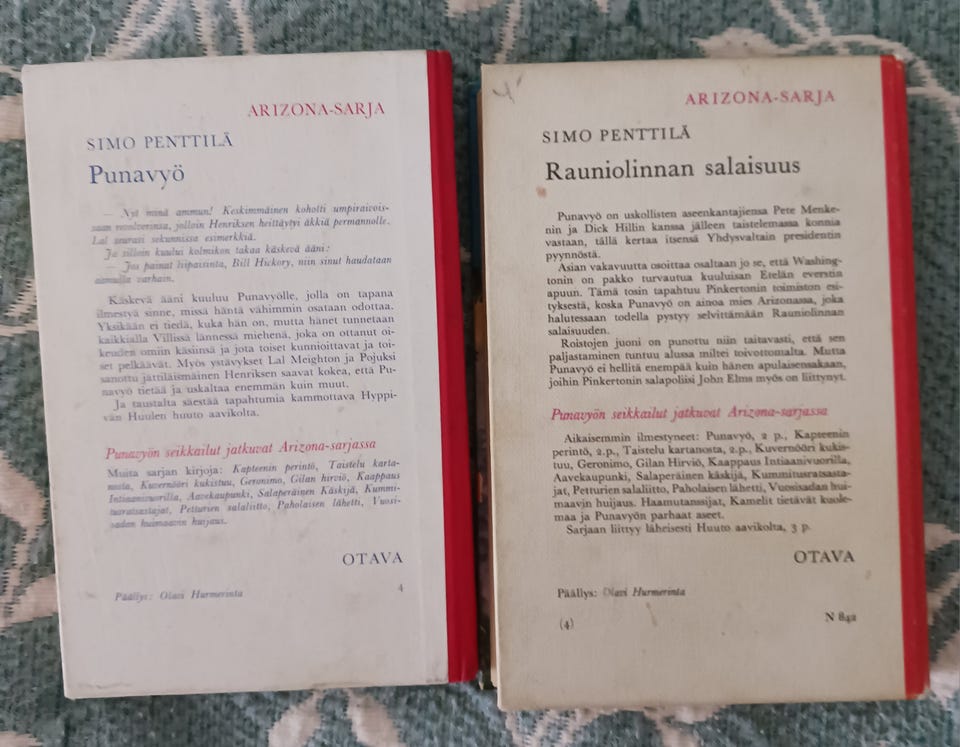 ARIZONA-SARJA
SIMO PENTTILÄ
Punavyö
— Nyt minä ammun! Keskimmäinen kohotti umpiraivois-
saan revolverinsa, jolloin Henriksen heittäytyi äkkiä permannolle.
Lal seurasi sekunnissa esimerkkiä.
Ja silloin kuului kolmikon takaa käskevä ääni:
— Jos painat liipaisinta, Bill Hickory, niin sinut haudataan
aamulla varhain.
Käskevä ääni kuuluu Punavyölle, jolla on tapana
ilmestyä sinne, missä häntä vähimmin osataan odottaa.
Yksikään ei tiedä, kuka hän on, mutta hänet tunnetaan
kaikkialla Villissä lännessä miehenä, joka on ottanut oi-
keuden omiin käsiinsä ja jota toiset kunnioittavat ja toi-
set pelkäävät. Myös ystävykset Lal Meighton ja Pojuksi
sanottu jättiläismäinen Henriksen saavat kokea, että Pu-
navyö tietää ja uskaltaa enemmän kuin muut.
Ja taustalta säestää tapahtumia kammottava Hyppi-
vän Huulen huuto aavikolta.
Punavyön seikkailut jatkuvat Arizona-sarjassa
Muita sarjan kirjoja: Kapteenin perintö, Taistelu karta-
nosta, Kuvernööri kukistuu, Geronimo, Gilan hirviö, Kaappaus
Intiaanivuorilla, Aavekaupunki, Salaperäinen Käskijä, Kummi-
tusratsastajat, Petturien salaliitto, Paholaisen lähetti, Vuosi-
sadan huimaavin huijaus.
OTAVA
Päällys: Olavi Hurmerinta
4
ARIZONA-SARJA
SIMO PENTTILÄ
Rauniolinnan salaisuus
Punavyö on uskollisten aseenkantajiensa Pete Menke-
nin ja Dick Hillin kanssa jälleen taistelemassa konnia
vastaan, tällä kertaa itsensä Yhdysvaltain presidentin
pyynnöstä.
Asian vakavuutta osoittaa osaltaan jo se, että Washing-
tonin on pakko turvautua kuuluisan Etelän everstin
apuun. Tämä tosin tapahtuu Pinkertonin toimiston esi-
tyksestä, koska Punavyö on ainoa mies Arizonassa, joka
halutessaan todella pystyy selvittämään Rauniolinnan
salaisuuden.
Roistojen juoni on punottu niin taitavasti, että sen
paljastaminen tuntuu alussa miltei toivottomalta. Mutta
Punavyö ei hellitä enempää kuin hänen apulaisensakaan,
joihin Pinkertonin salapoliisi John Elms myös on liittynyt.
Punavyön seikkailut jatkuvat Arizona-sarjassa
Aikaisemmin ilmestyneet: Punavyö, 2 p., Kapteenin
perintö, 2.p., Taistelu kartanosta, 2.p., Kuvernööri kukis-
tuu, Geronimo, Gilan Hirviö, Kaappaus Intiaanivuorilla,
Aavekaupunki, Salaperäinen käskijä, Kummitusratsasta-
jat, Petturien salaliitto, Paholaisen lähetti, Vuosisadan hui-
maavin huijaus. Haamutanssijat, Kamelit tietävät kuole-
maa ja Punavyön parhaat aseet.
Sarjaan liittyy läheisesti Huuto aavikolta, 3 p.
OTAVA
Päällys: Olavi Hurmerinta
(4)
N 842